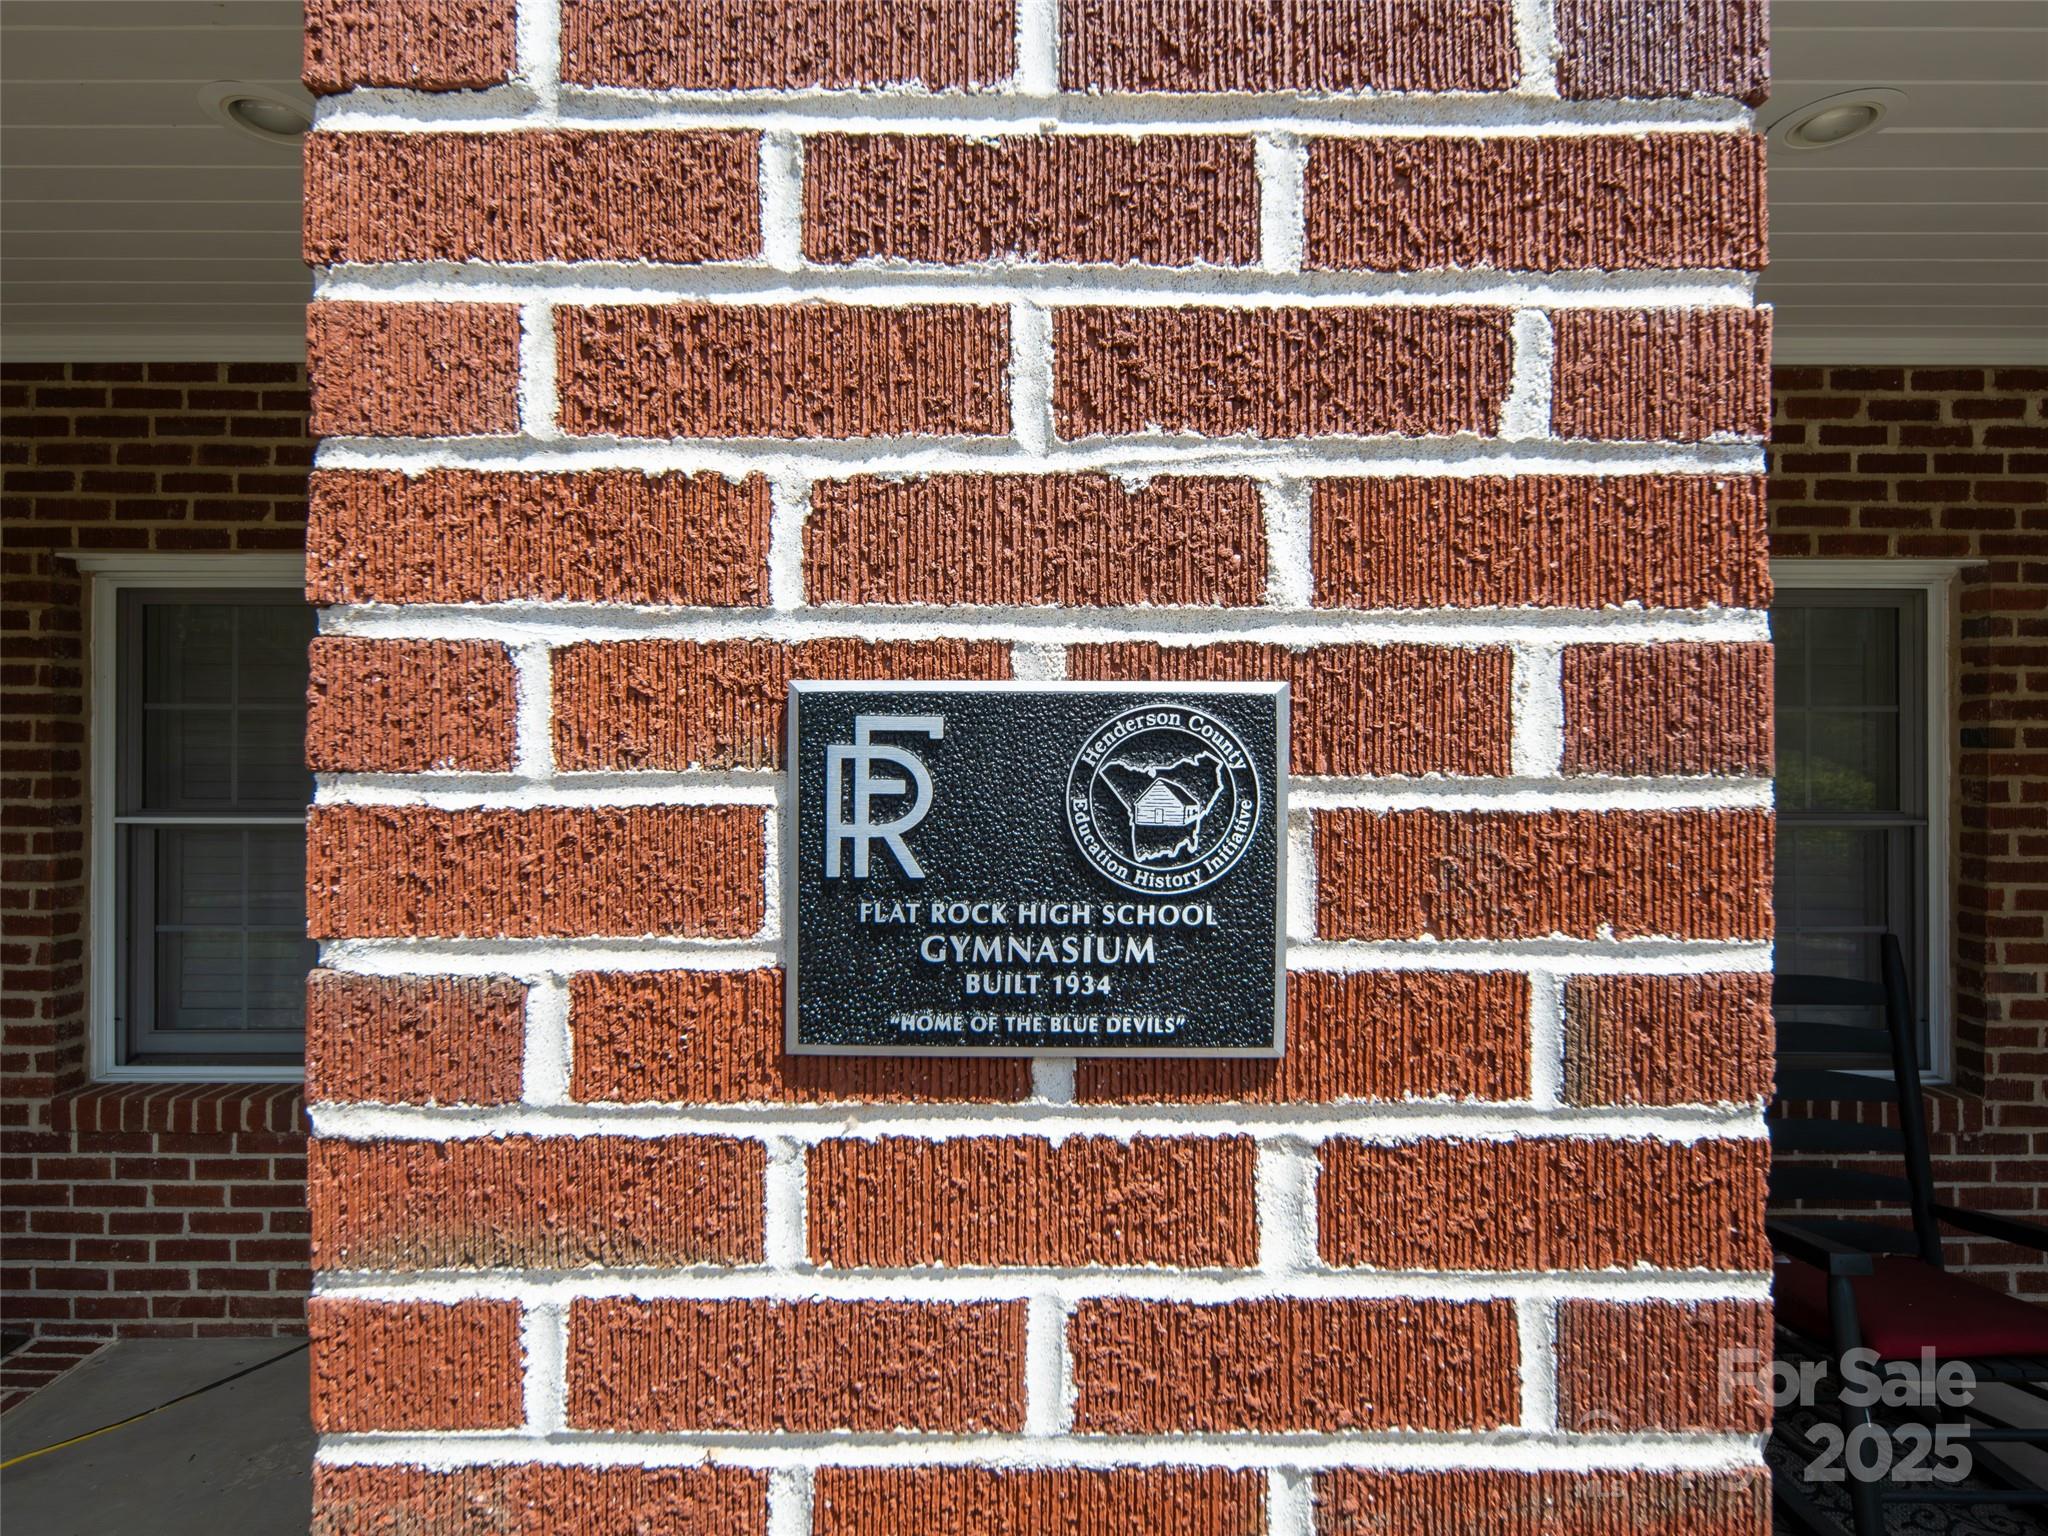 FR
Henderson County
Education History Initiative
FLAT ROCK HIGH SCHOOL
GYMNASIUM
BUILT 1934
"HOME OF THE BLUE DEVILS"
For Sale
2025